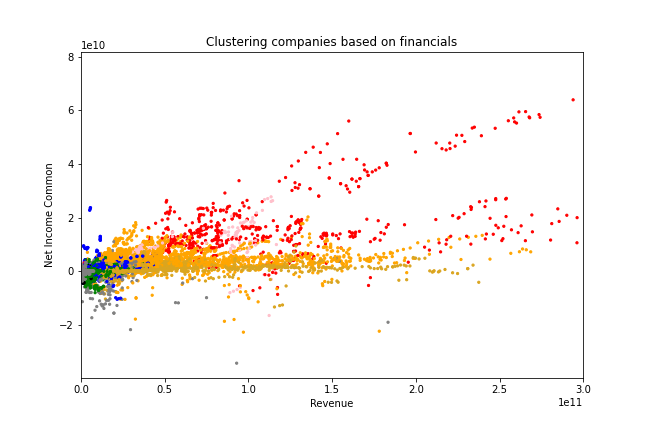 Clustering companies based on financials
1e10
8
6
4
2
0
−2
Net Income Common
0.0 0.5 1.0 1.5 2.0 2.5 3.0
Revenue
1e11